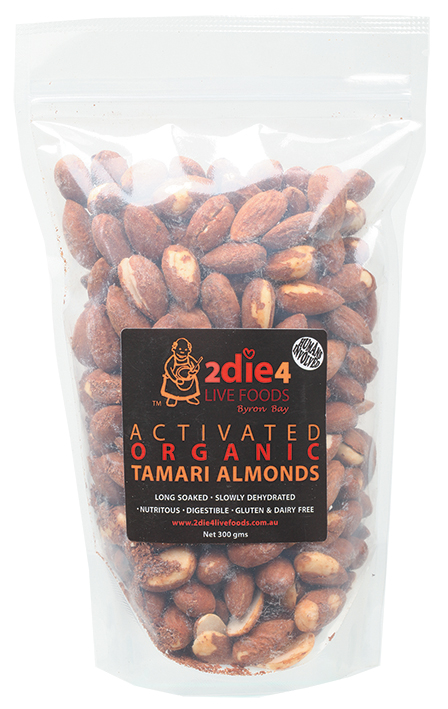 HUMANS
INVOLVED
2die4
LIVE FOODS
Byron Bay
TM
ACTIVATED
ORGANIC
TAMARI ALMONDS
LONG SOAKED • SLOWLY DEHYDRATED
•NUTRITOUS • DIGESTIBLE • GLUTEN & DAIRY FREE
www.2die4livefoods.com.au
Net 300 gms